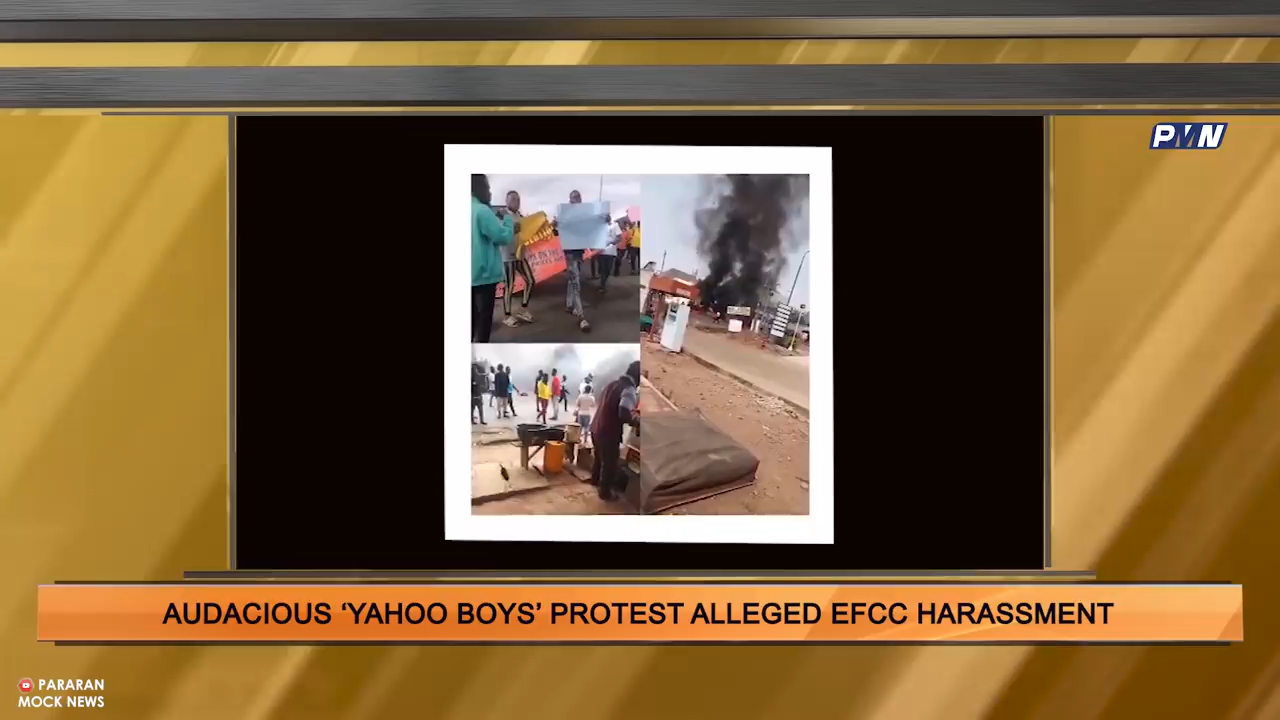 PMN
AUDACIOUS ‘YAHOO BOYS’ PROTEST ALLEGED EFCC HARASSMENT
PARARAN
MOCK NEWS